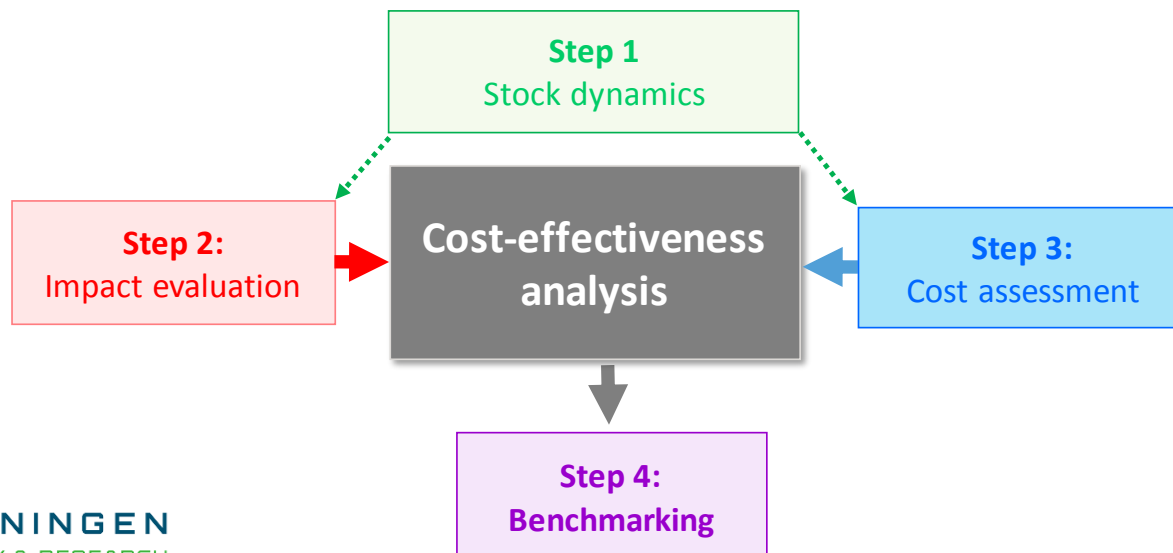 Step 1
Stock dynamics
Step 2:
Impact evaluation
Cost-effectiveness
analysis
Step 3:
Cost assessment
Step 4:
Benchmarking
NINGEN
& RESEARCH